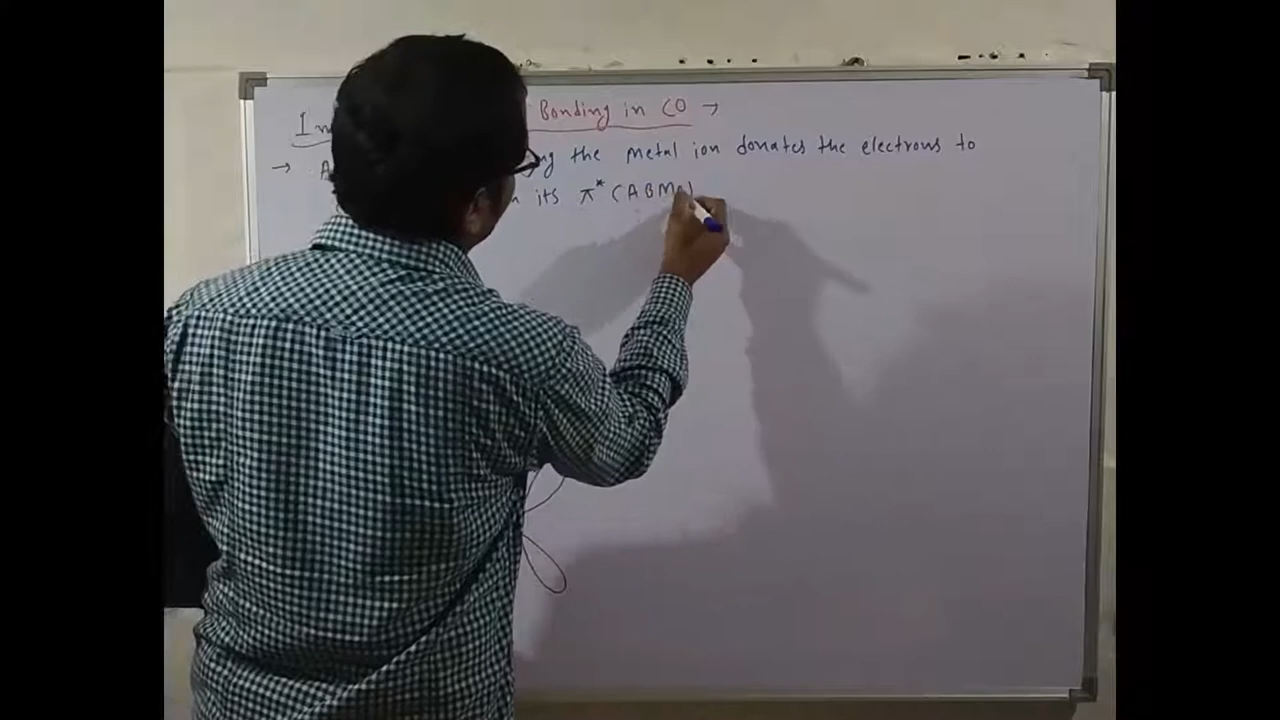 Bonding in CO →
→ the metal ion donates the electrons to
its π* (ABMO)